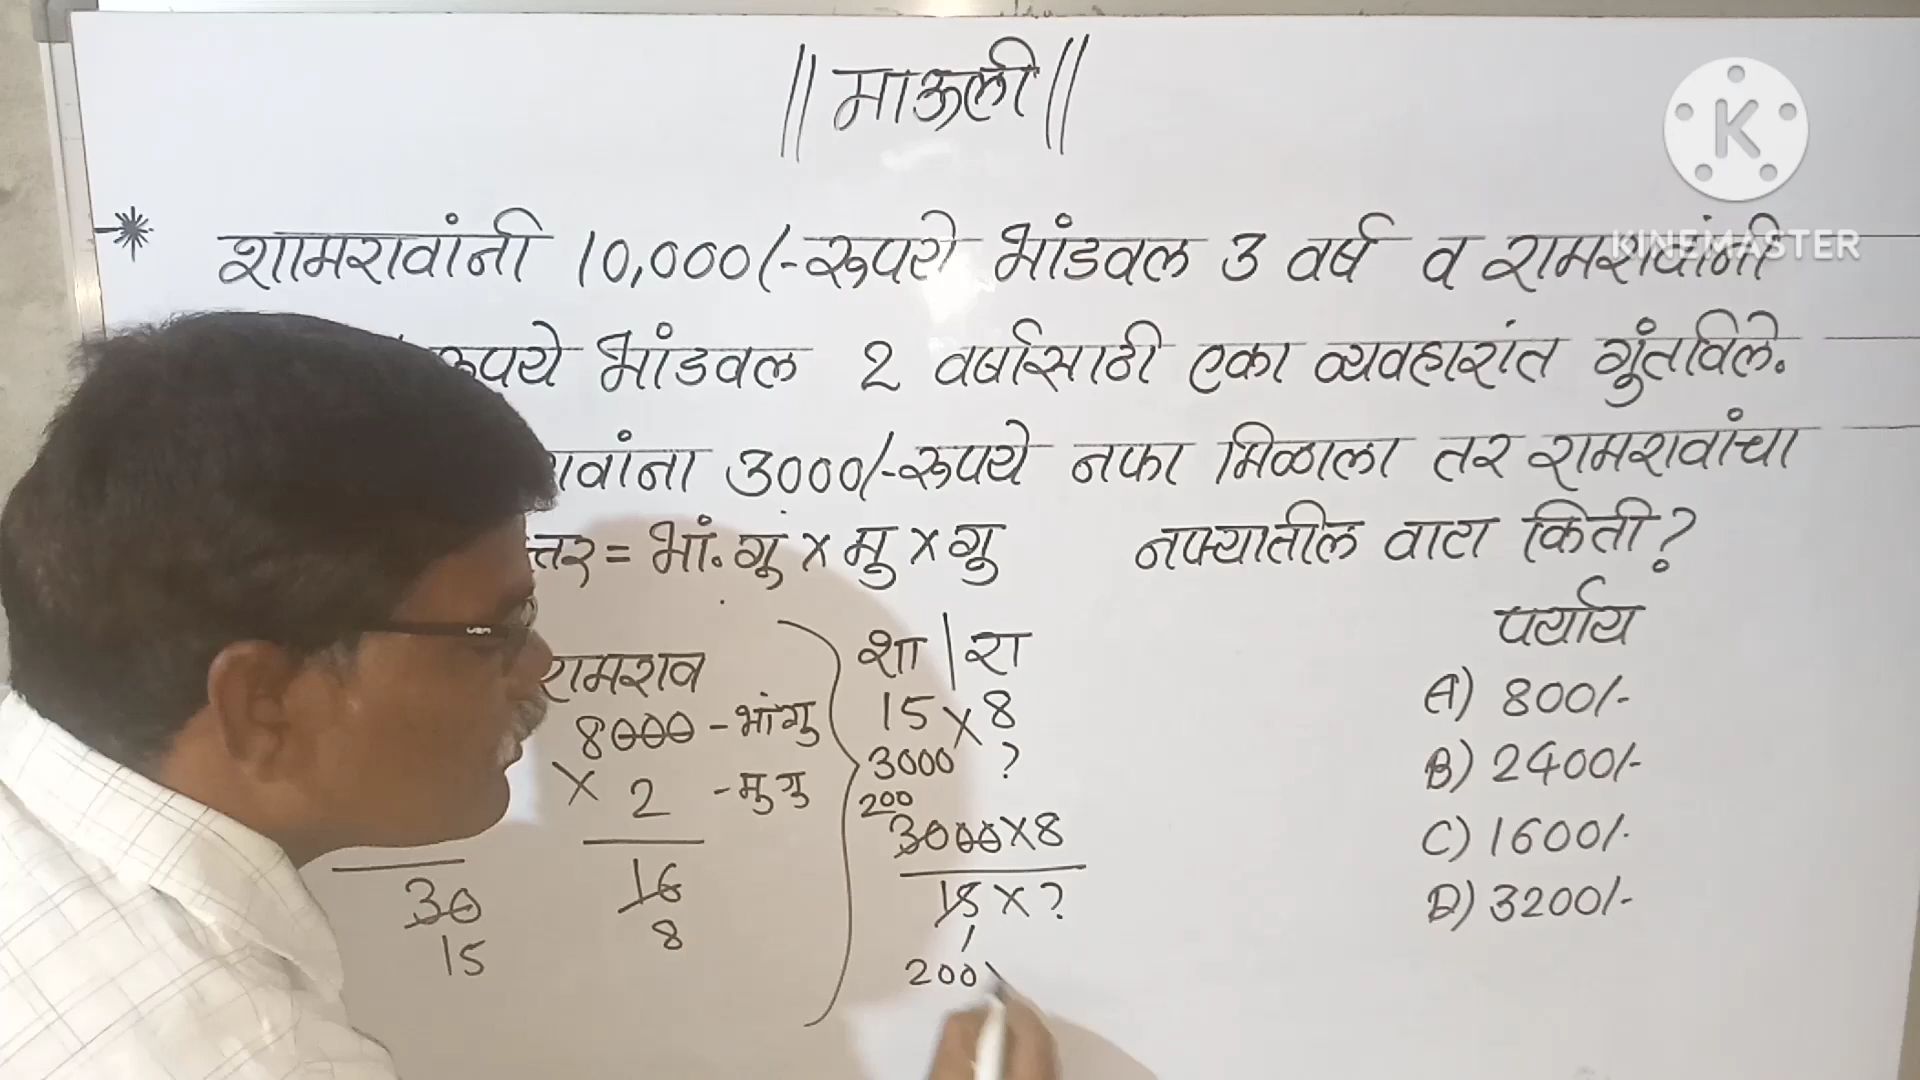 ||माऊली||
K
KINEMASTER
* शामरावांनी 10,000/- रूपये भांडवल 3 वर्ष व रामरावांनी
रूपये भांडवल 2 वर्षासाठी एका व्यवहारांत गुंतविले.
वांना 3000/- रूपये नफा मिळाला तर रामरावांचा
नफ्यातील वाटा किती?
त्तर = भां. गु × मु × गु
पर्याय
A) 800/-
B) 2400/-
C) 1600/-
D) 3200/-
रामराव
8000 - भांगु
× 2 - मु गु
30 16
15 8
शा | रा
15 × 8
3000 ?
200
3000×8
15 × ?
1
200×